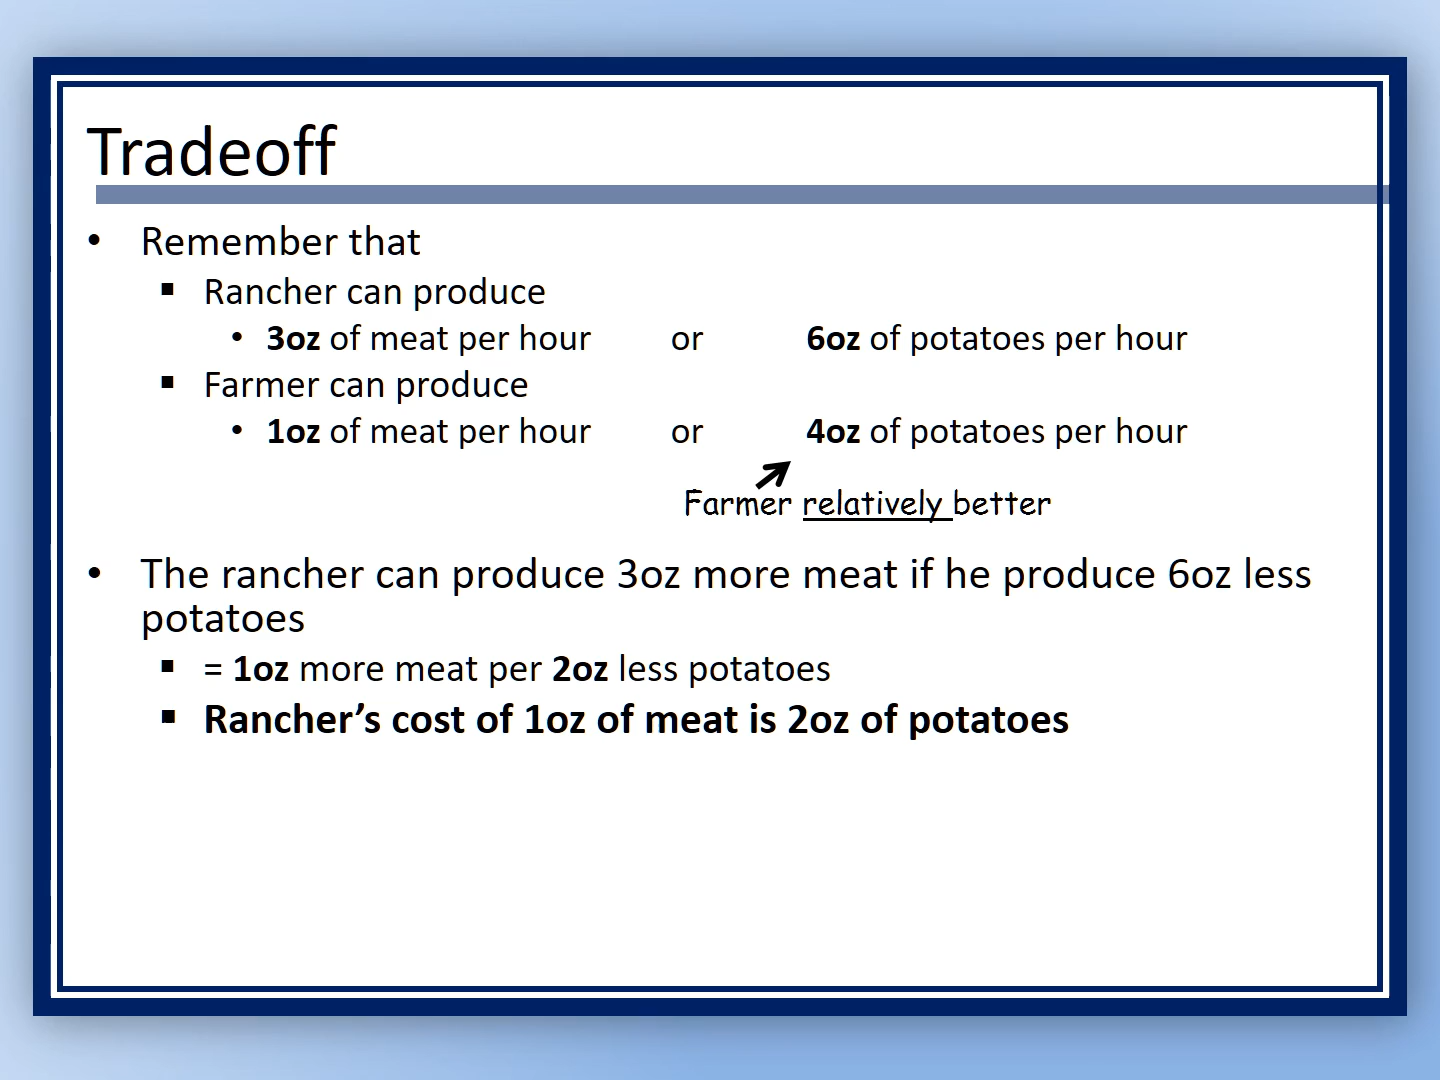 Tradeoff
• Remember that
▪ Rancher can produce
• 3oz of meat per hour or 6oz of potatoes per hour
▪ Farmer can produce
• 1oz of meat per hour or 4oz of potatoes per hour
Farmer relatively better
• The rancher can produce 3oz more meat if he produce 6oz less
potatoes
▪ = 1oz more meat per 2oz less potatoes
▪ Rancher’s cost of 1oz of meat is 2oz of potatoes